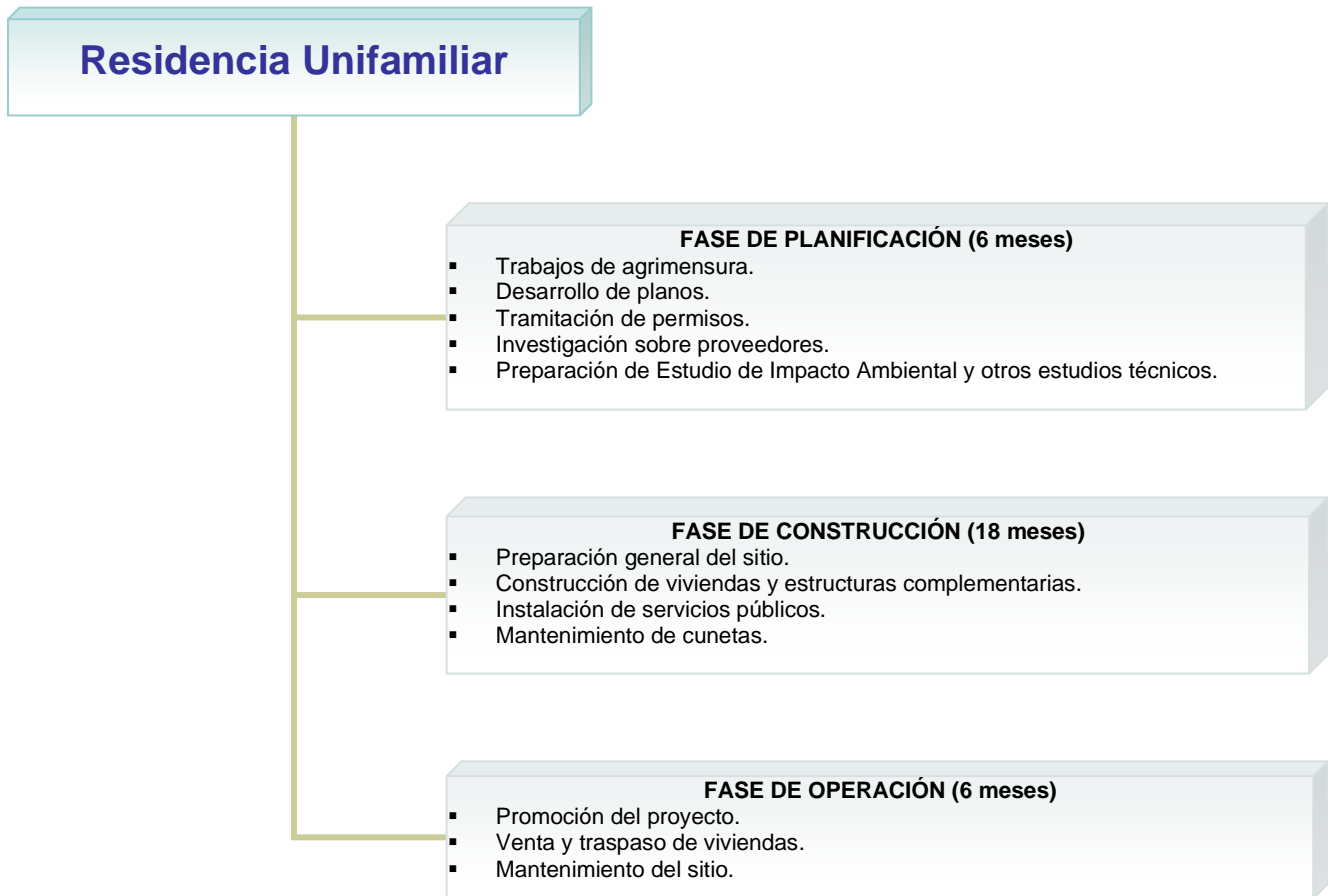 Residencia Unifamiliar
FASE DE PLANIFICACIÓN (6 meses)
▪ Trabajos de agrimensura.
▪ Desarrollo de planos.
▪ Tramitación de permisos.
▪ Investigación sobre proveedores.
▪ Preparación de Estudio de Impacto Ambiental y otros estudios técnicos.
FASE DE CONSTRUCCIÓN (18 meses)
▪ Preparación general del sitio.
▪ Construcción de viviendas y estructuras complementarias.
▪ Instalación de servicios públicos.
▪ Mantenimiento de cunetas.
FASE DE OPERACIÓN (6 meses)
▪ Promoción del proyecto.
▪ Venta y traspaso de viviendas.
▪ Mantenimiento del sitio.